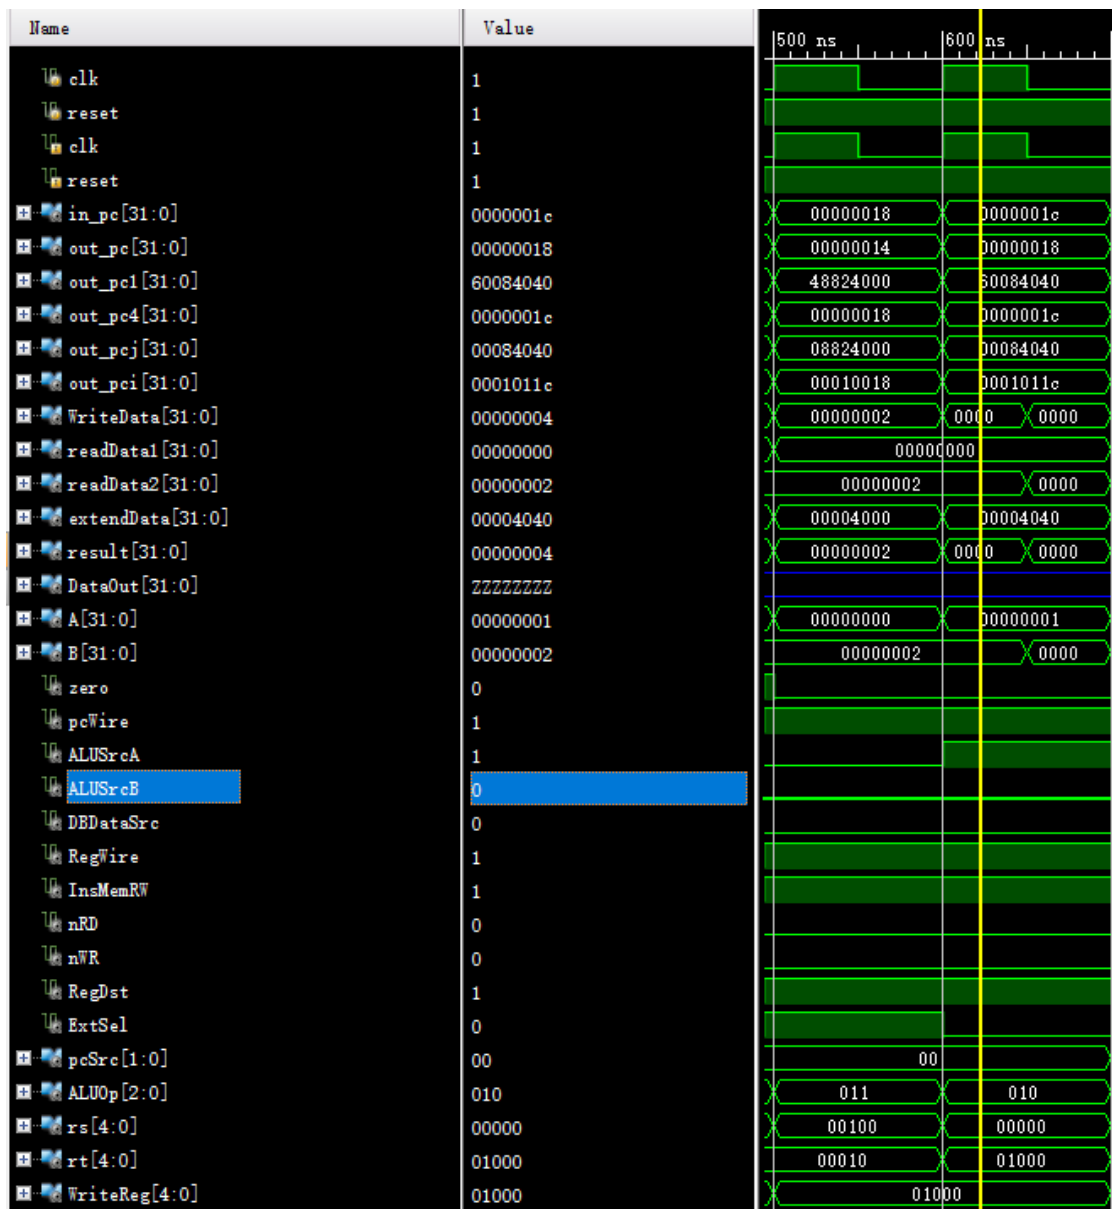 Name Value 500 ns 600 ns
clk 1
reset 1
clk 1
reset 1
in_pc[31:0] 0000001c 00000018 0000001c
out_pc[31:0] 00000018 00000014 00000018
out_pc1[31:0] 60084040 48824000 60084040
out_pc4[31:0] 0000001c 00000018 0000001c
out_pcj[31:0] 00084040 08824000 00084040
out_pci[31:0] 0001011c 00010018 0001011c
WriteData[31:0] 00000004 00000002 0000 0000
readData1[31:0] 00000000 00000000
readData2[31:0] 00000002 00000002 0000
extendData[31:0] 00004040 00004000 00004040
result[31:0] 00000004 00000002 0000 0000
DataOut[31:0] ZZZZZZZZ
A[31:0] 00000001 00000000 00000001
B[31:0] 00000002 00000002 0000
zero 0
pcWire 1
ALUSrcA 1
ALUSrcB 0
DBDataSrc 0
RegWire 1
InsMemRW 1
nRD 0
nWR 0
RegDst 1
ExtSel 0
pcSrc[1:0] 00 00
ALUOp[2:0] 010 011 010
rs[4:0] 00000 00100 00000
rt[4:0] 01000 00010 01000
WriteReg[4:0] 01000 01000